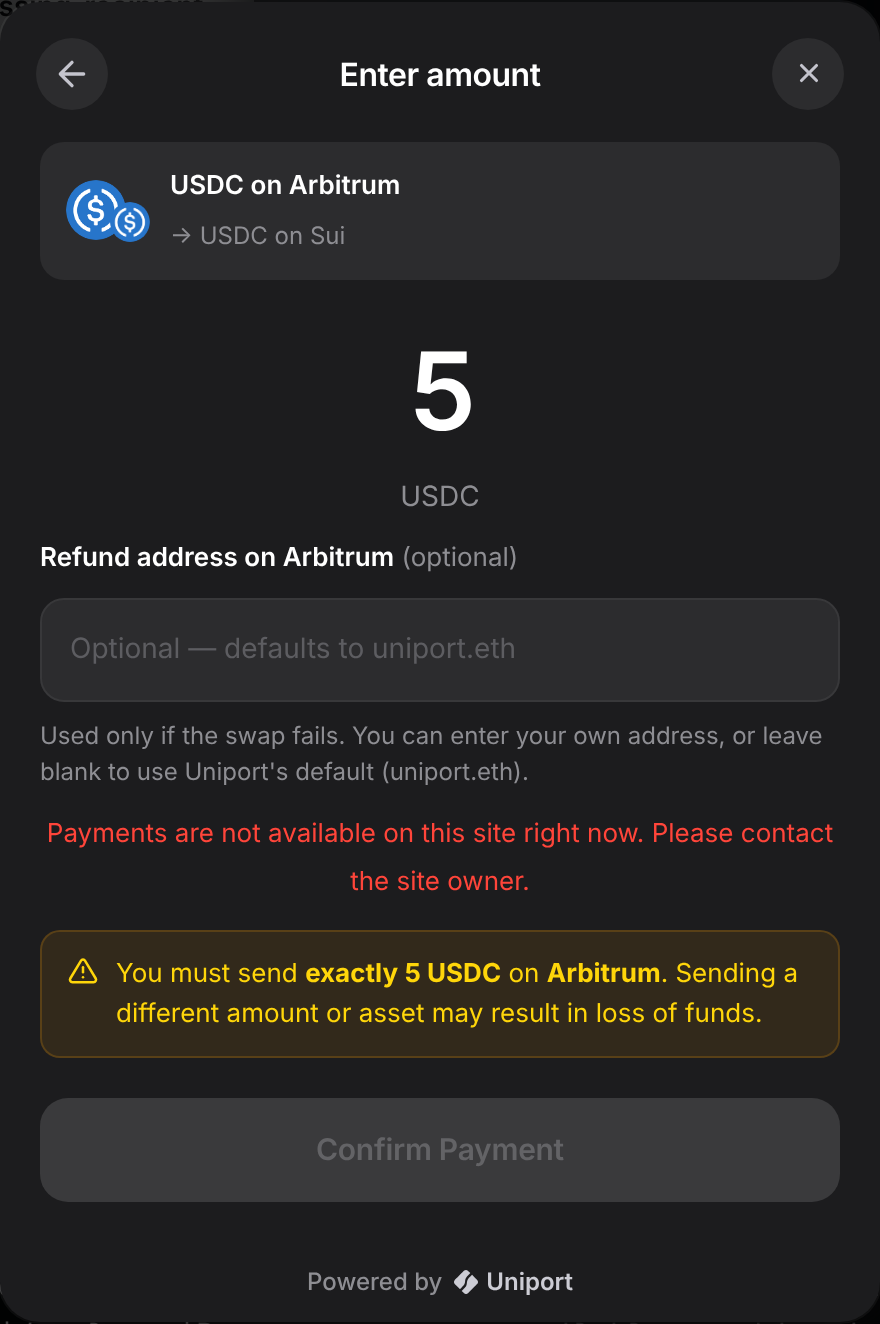 Enter amount
USDC on Arbitrum
→ USDC on Sui
5
USDC
Refund address on Arbitrum (optional)
Optional — defaults to uniport.eth
Used only if the swap fails. You can enter your own address, or leave
blank to use Uniport's default (uniport.eth).
Payments are not available on this site right now. Please contact
the site owner.
You must send exactly 5 USDC on Arbitrum. Sending a
different amount or asset may result in loss of funds.
Confirm Payment
Powered by Uniport